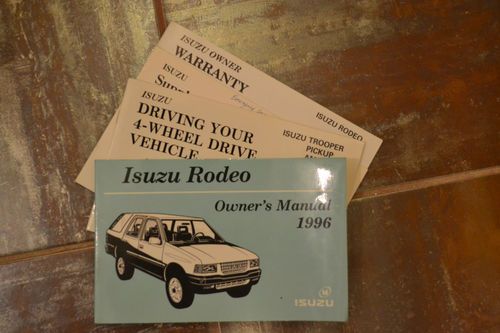 ISUZU OWNER
WARRANTY
ISUZU RODEO
ISUZU
ISUZU
DRIVING YOUR
4-WHEEL DRIVE
VEHICLE
ISUZU TROOPER
PICKUP
Isuzu Rodeo
Owner's Manual
1996
ISUZU